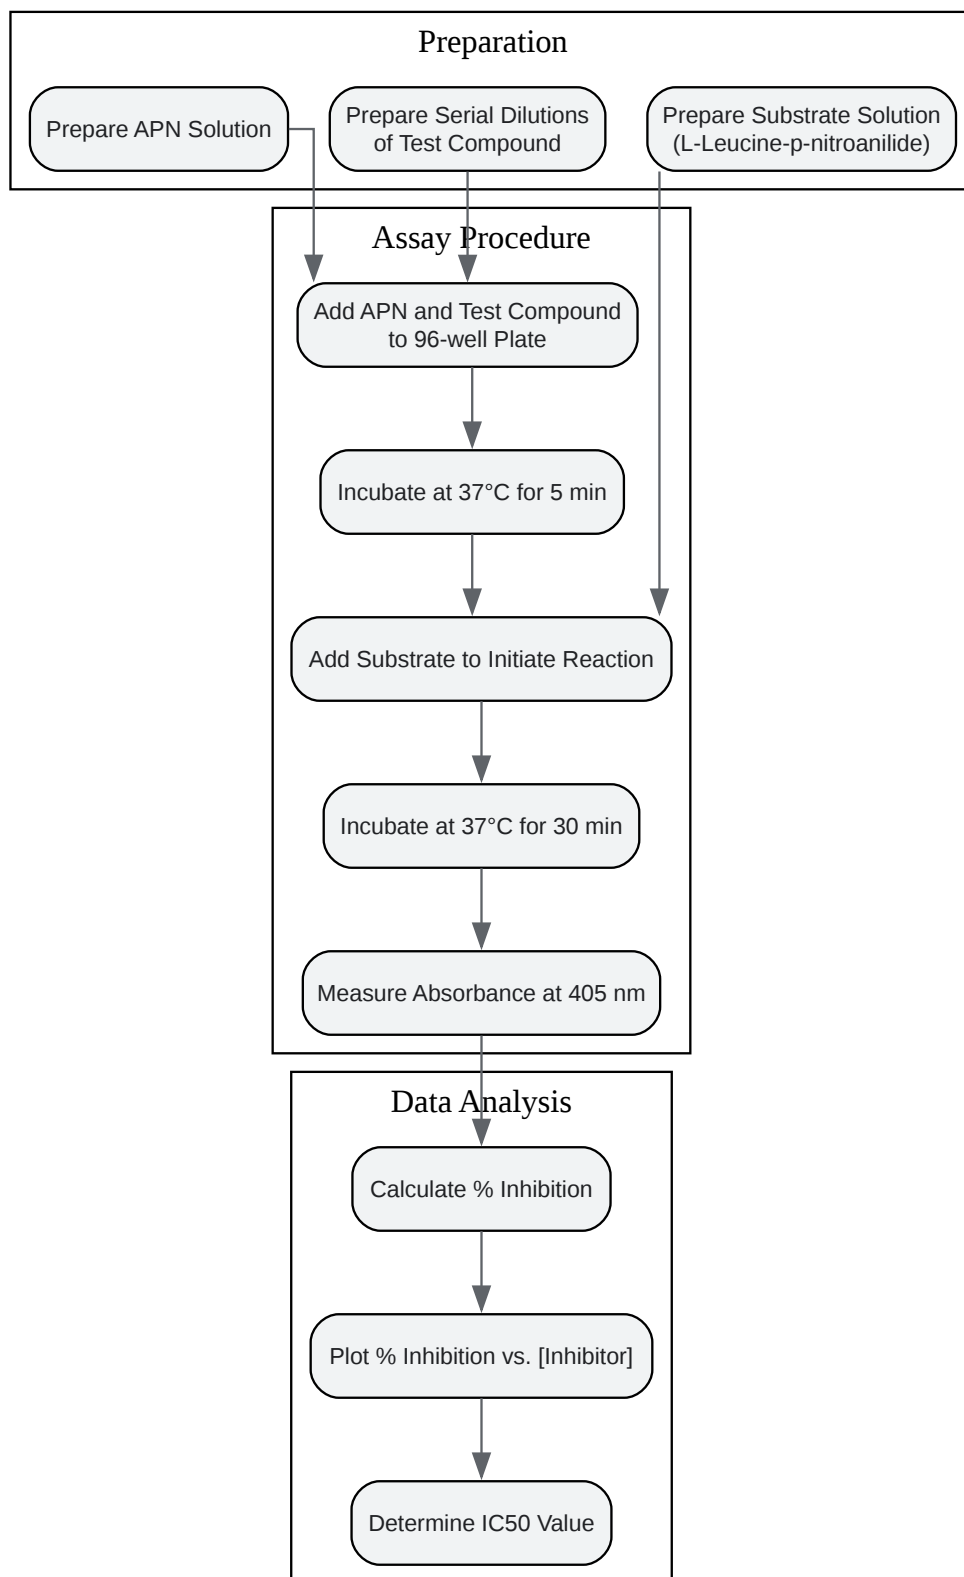 Preparation
Prepare APN Solution
Prepare Serial Dilutions
of Test Compound
Prepare Substrate Solution
(L-Leucine-p-nitroanilide)
Assay Procedure
Add APN and Test Compound
to 96-well Plate
Incubate at 37°C for 5 min
Add Substrate to Initiate Reaction
Incubate at 37°C for 30 min
Measure Absorbance at 405 nm
Data Analysis
Calculate % Inhibition
Plot % Inhibition vs. [Inhibitor]
Determine IC50 Value